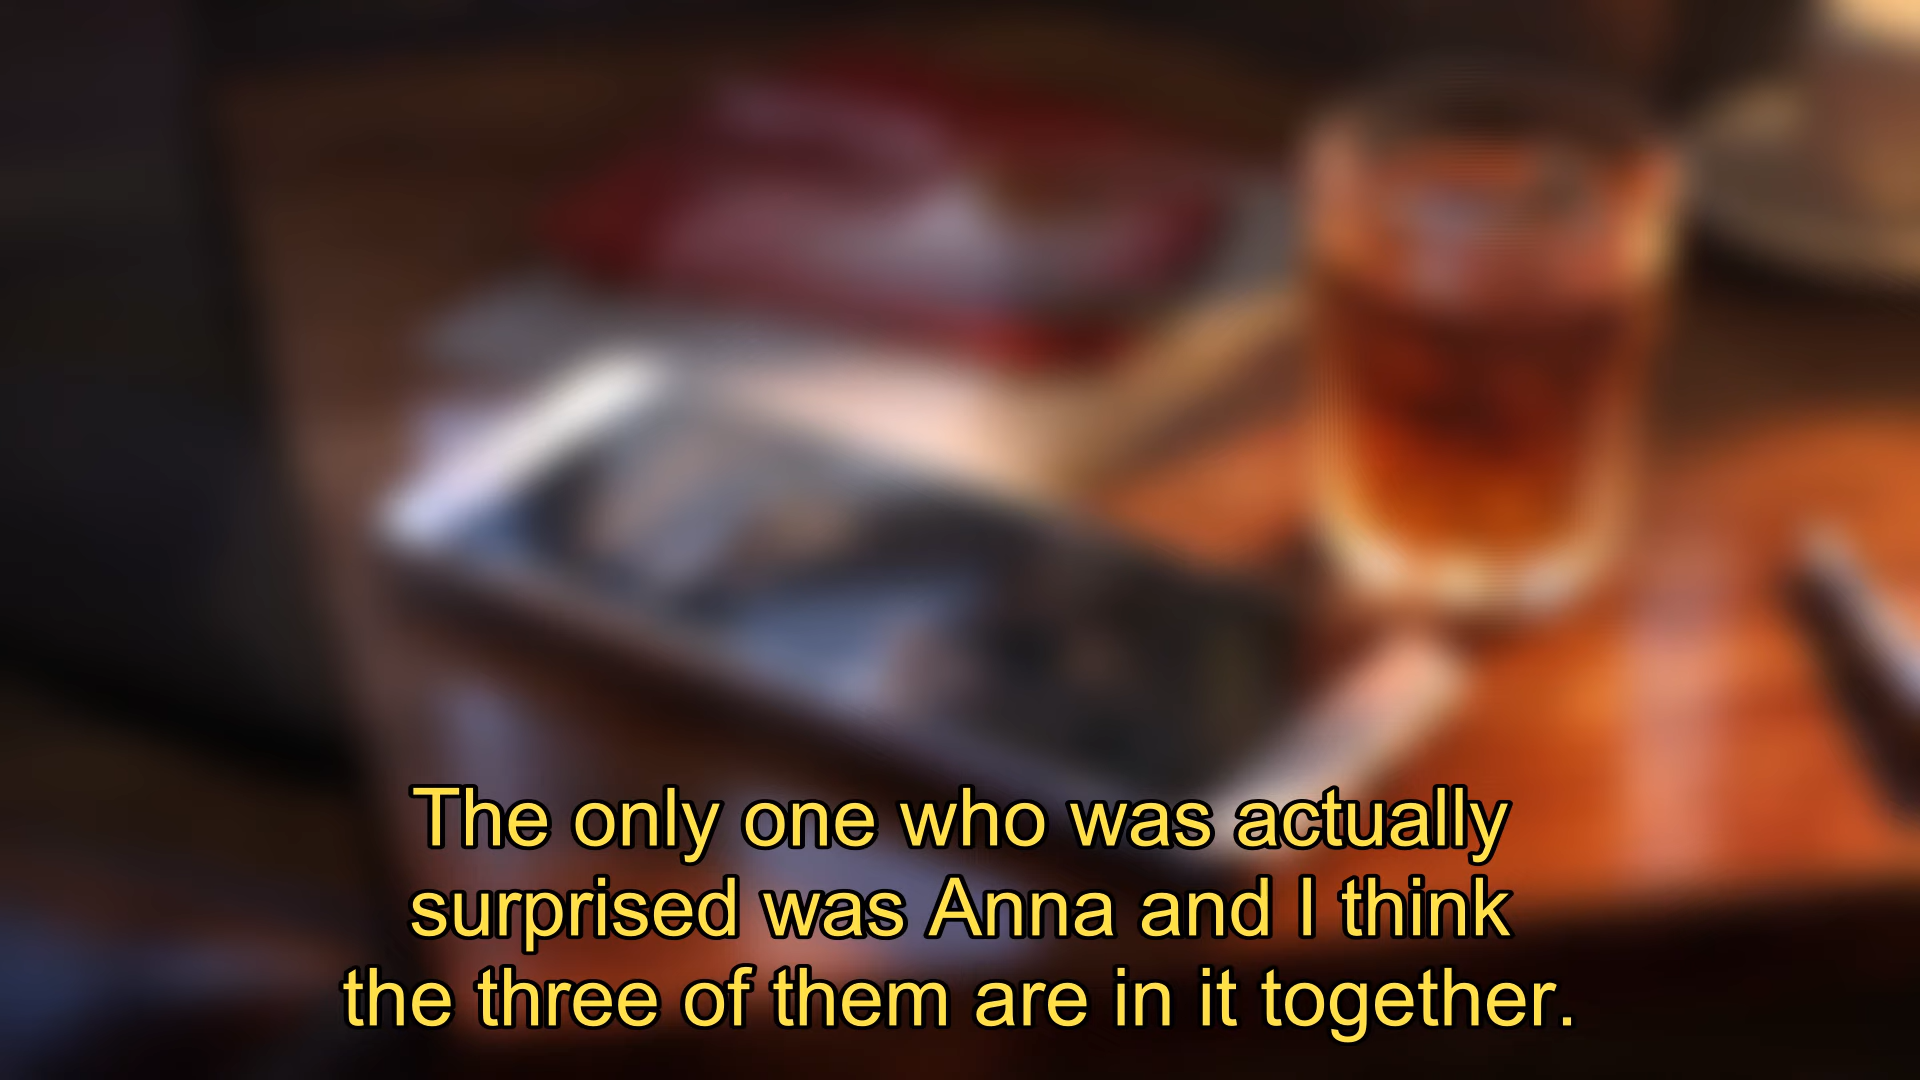 The only one who was actually
surprised was Anna and I think
the three of them are in it together.